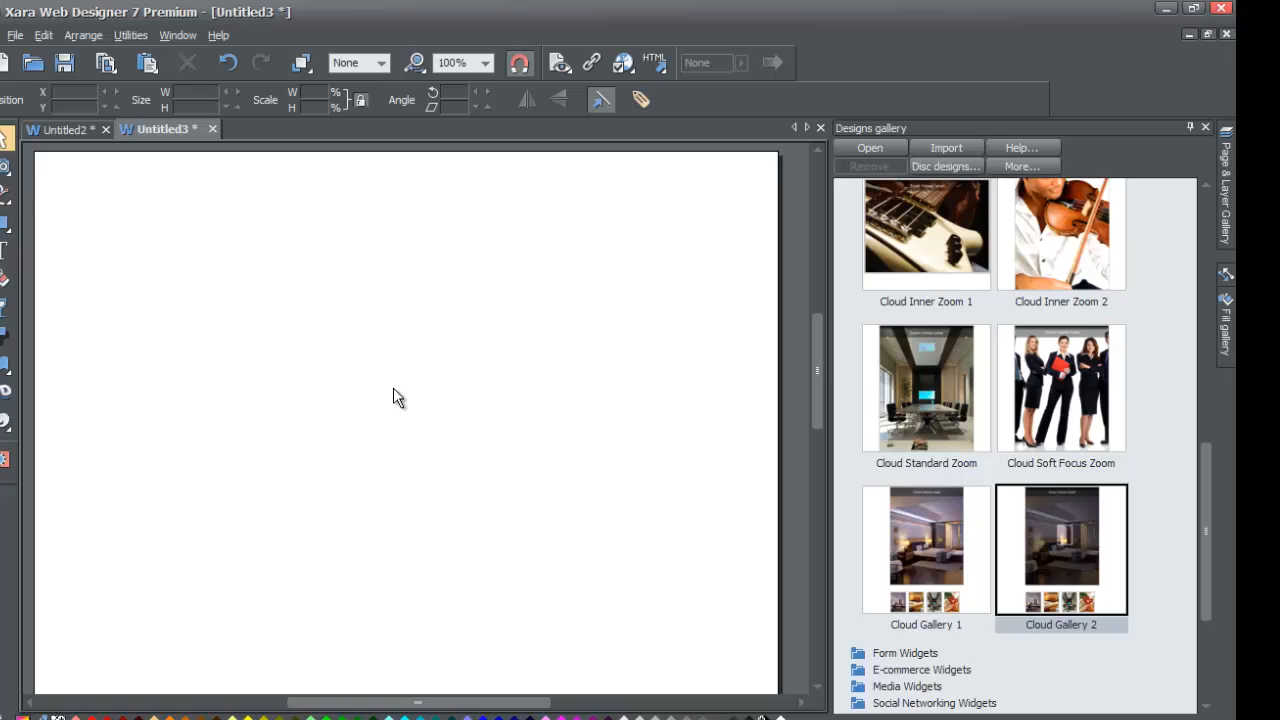 Xara Web Designer 7 Premium - [Untitled3 *]
File Edit Arrange Utilities Window Help
None 100% HTML None
osition X Y Size W H Scale W H % % Angle
Untitled2 * Untitled3 *
Designs gallery
Open Import Help...
Remove Disc designs... More...
Cloud Inner Zoom 1 Cloud Inner Zoom 2
Cloud Standard Zoom Cloud Soft Focus Zoom
Cloud Gallery 1 Cloud Gallery 2
Form Widgets
E-commerce Widgets
Media Widgets
Social Networking Widgets
Page & Layer Gallery
Fill gallery